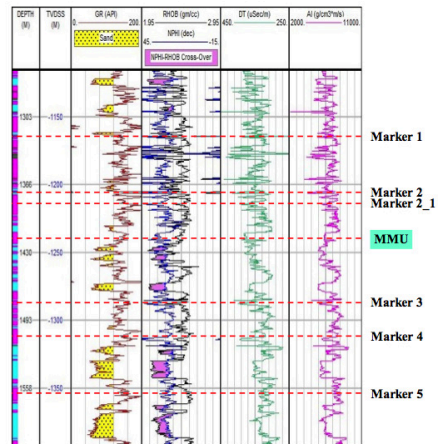 DEPTH (M) TVDSS (M) GR (API) RHOB (gm/cc) DT (uSec/m) AI (g/cm3*m/s)
0. 200. 1.95 2.95 450. 250. 2000. 11000.
Sand
NPHI (dec)
45 -15.
NPHI-RHOB Cross-Over
1303 -1150
Marker 1
1366 -1200
Marker 2
Marker 2_1
MMU
1430 -1250
Marker 3
1493 -1300
Marker 4
1556 -1350
Marker 5